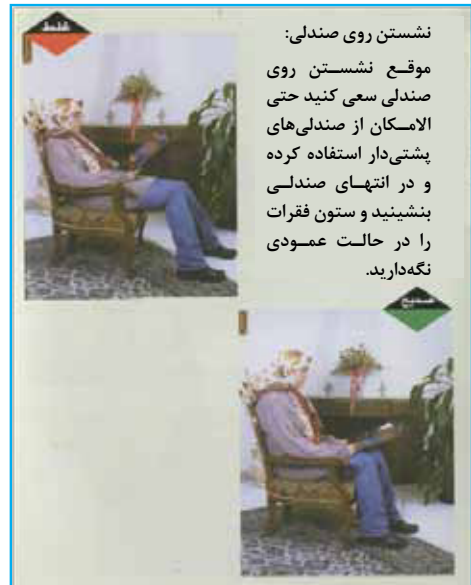 غلط
نشستن روی صندلی:
موقع نشستن روی
صندلی سعی کنید حتی
الامکان از صندلی‌های
پشتی‌دار استفاده کرده
و در انتهای صندلی
بنشینید و ستون فقرات
را در حالت عمودی
نگه‌دارید.
صحیح